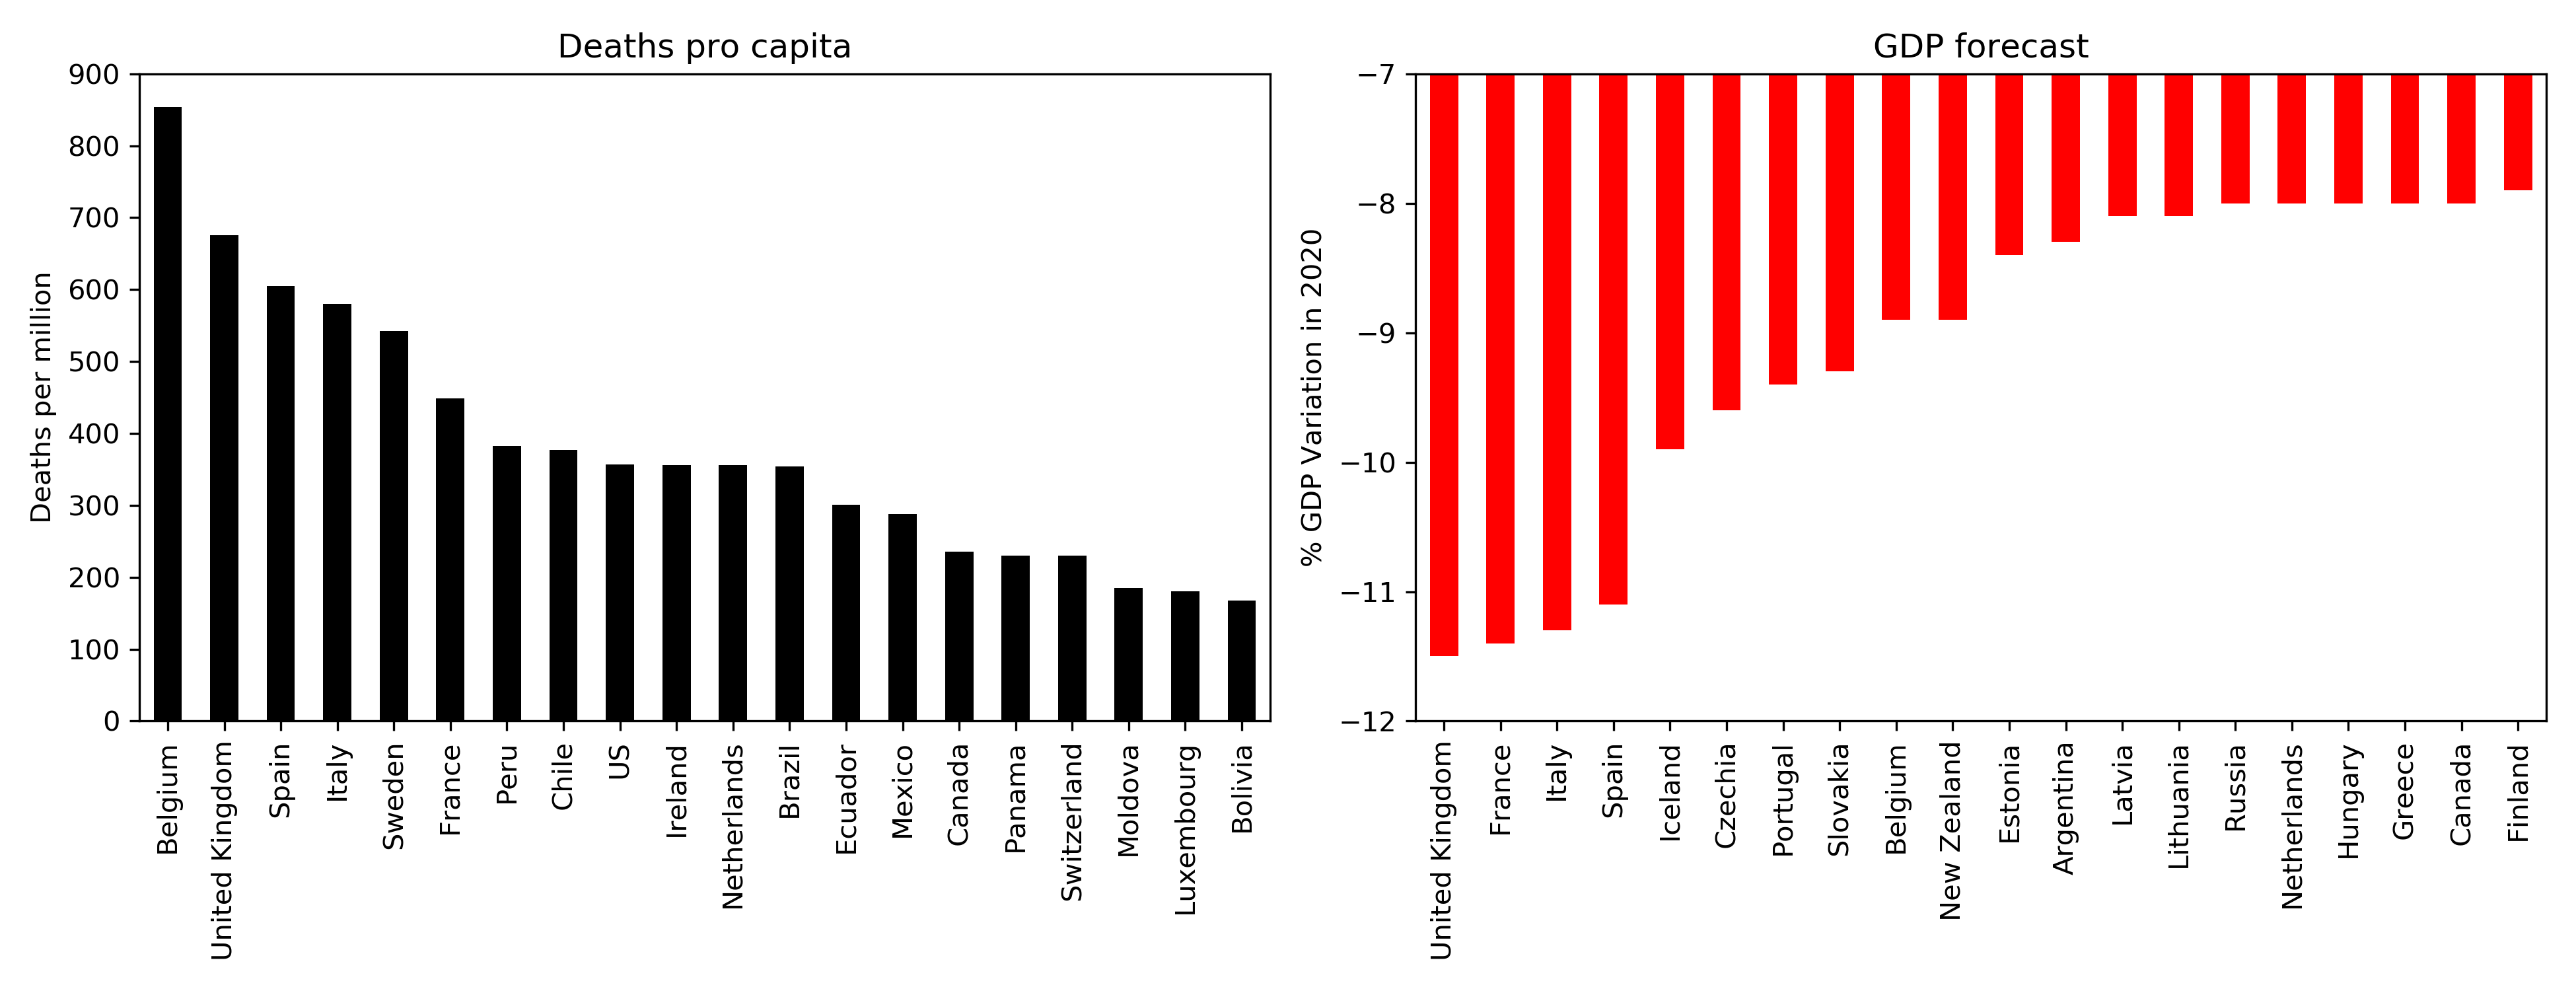 Deaths pro capita
900
800
700
600
500
400
300
200
100
0
Deaths per million
Belgium
United Kingdom
Spain
Italy
Sweden
France
Peru
Chile
US
Ireland
Netherlands
Brazil
Ecuador
Mexico
Canada
Panama
Switzerland
Moldova
Luxembourg
Bolivia
GDP forecast
−7
−8
−9
−10
−11
−12
% GDP Variation in 2020
United Kingdom
France
Italy
Spain
Iceland
Czechia
Portugal
Slovakia
Belgium
New Zealand
Estonia
Argentina
Latvia
Lithuania
Russia
Netherlands
Hungary
Greece
Canada
Finland